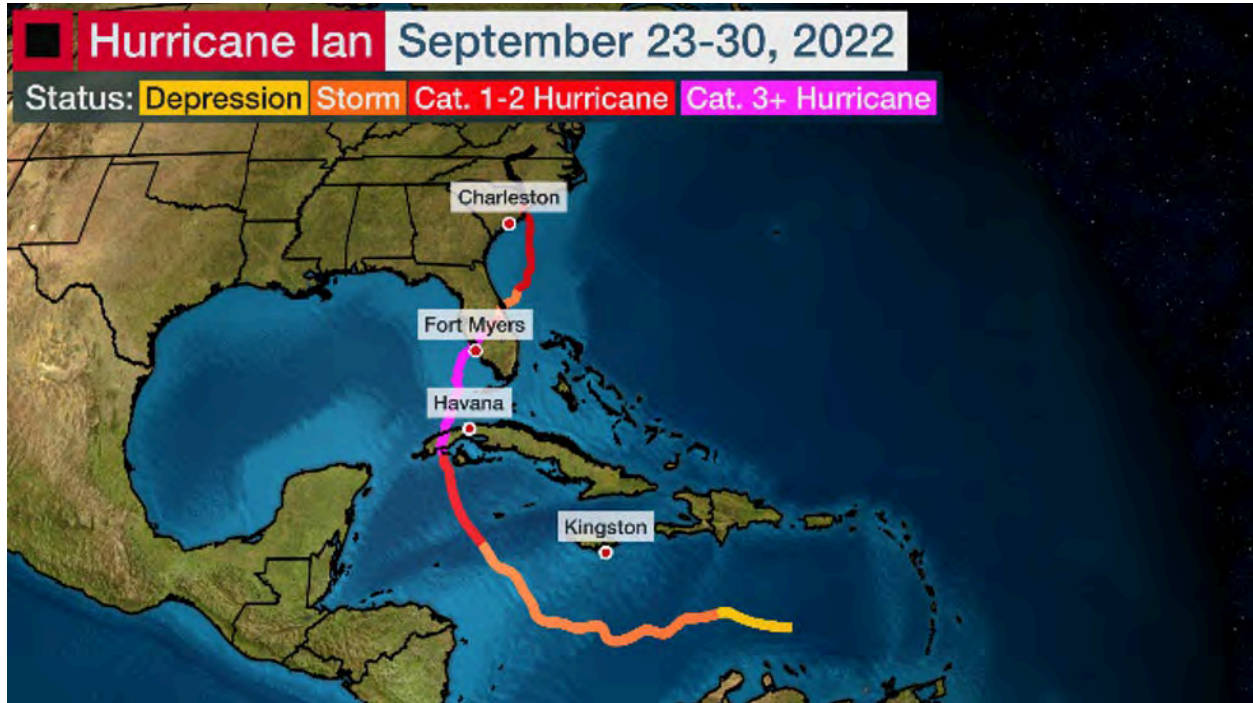 Hurricane Ian September 23-30, 2022
Status: Depression Storm Cat. 1-2 Hurricane Cat. 3+ Hurricane
Charleston
Fort Myers
Havana
Kingston